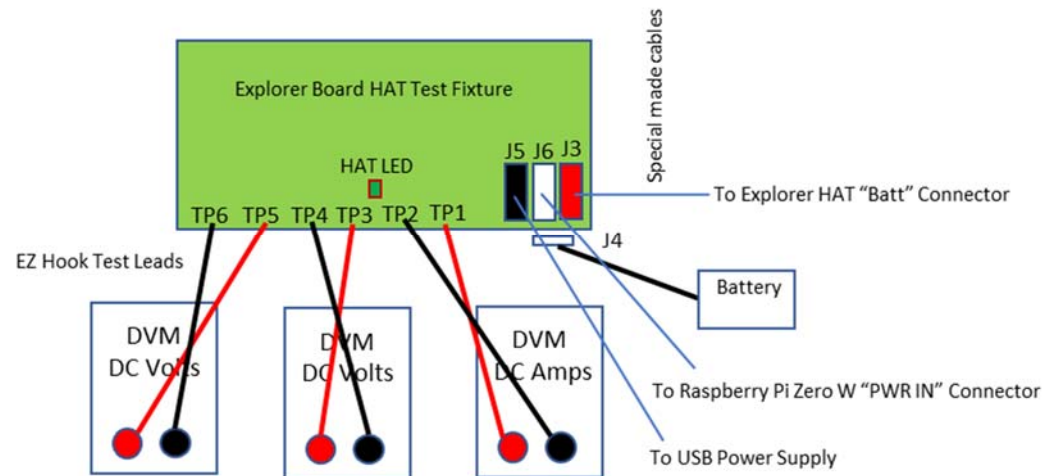 Explorer Board HAT Test Fixture
Special made cables
J5 J6 J3
HAT LED
To Explorer HAT “Batt” Connector
TP6 TP5 TP4 TP3 TP2 TP1
J4
EZ Hook Test Leads
Battery
DVM
DC Volts
DVM
DC Volts
DVM
DC Amps
To Raspberry Pi Zero W “PWR IN” Connector
To USB Power Supply